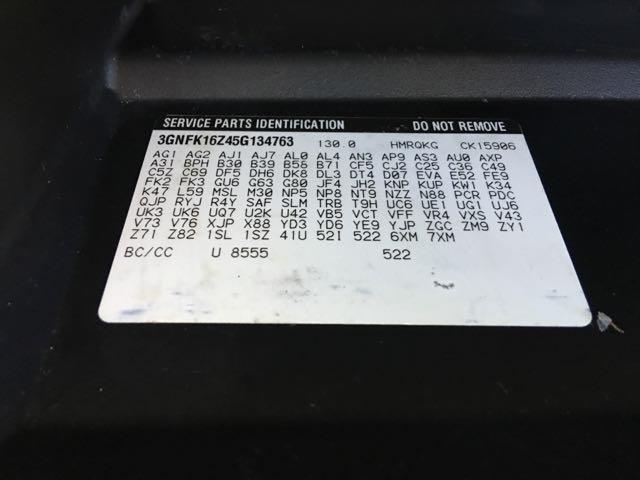 SERVICE PARTS IDENTIFICATION DO NOT REMOVE
3GNFK16Z45G134763 130.0 HMRQKG CK15906
AG1 AG2 AJ1 AJ7 AL0 AL4 AN3 AP9 AS3 AU0 AXP
A31 BPH B30 B39 B58 B71 CF5 CJ2 C25 C36 C49
C5Z C69 DF5 DH6 DK8 DL3 DT4 D07 EVA E52 FE9
FK2 FK3 GU6 G63 G80 JF4 JH2 KNP KUP KW1 K34
K47 L59 MSL M30 NP5 NP8 NT9 NZZ N88 PCR PDC
QJP RYJ R4Y SAF SLM TRB T9H UC6 UE1 UG1 UJ6
UK3 UK6 UQ7 U2K U42 VB5 VCT VFF VR4 VXS V43
V73 V76 XJP X88 YD3 YD6 YE9 YJP ZGC ZM9 ZY1
Z71 Z82 1SL 1SZ 41U 52I 522 6XM 7XM
BC/CC U 8555 522